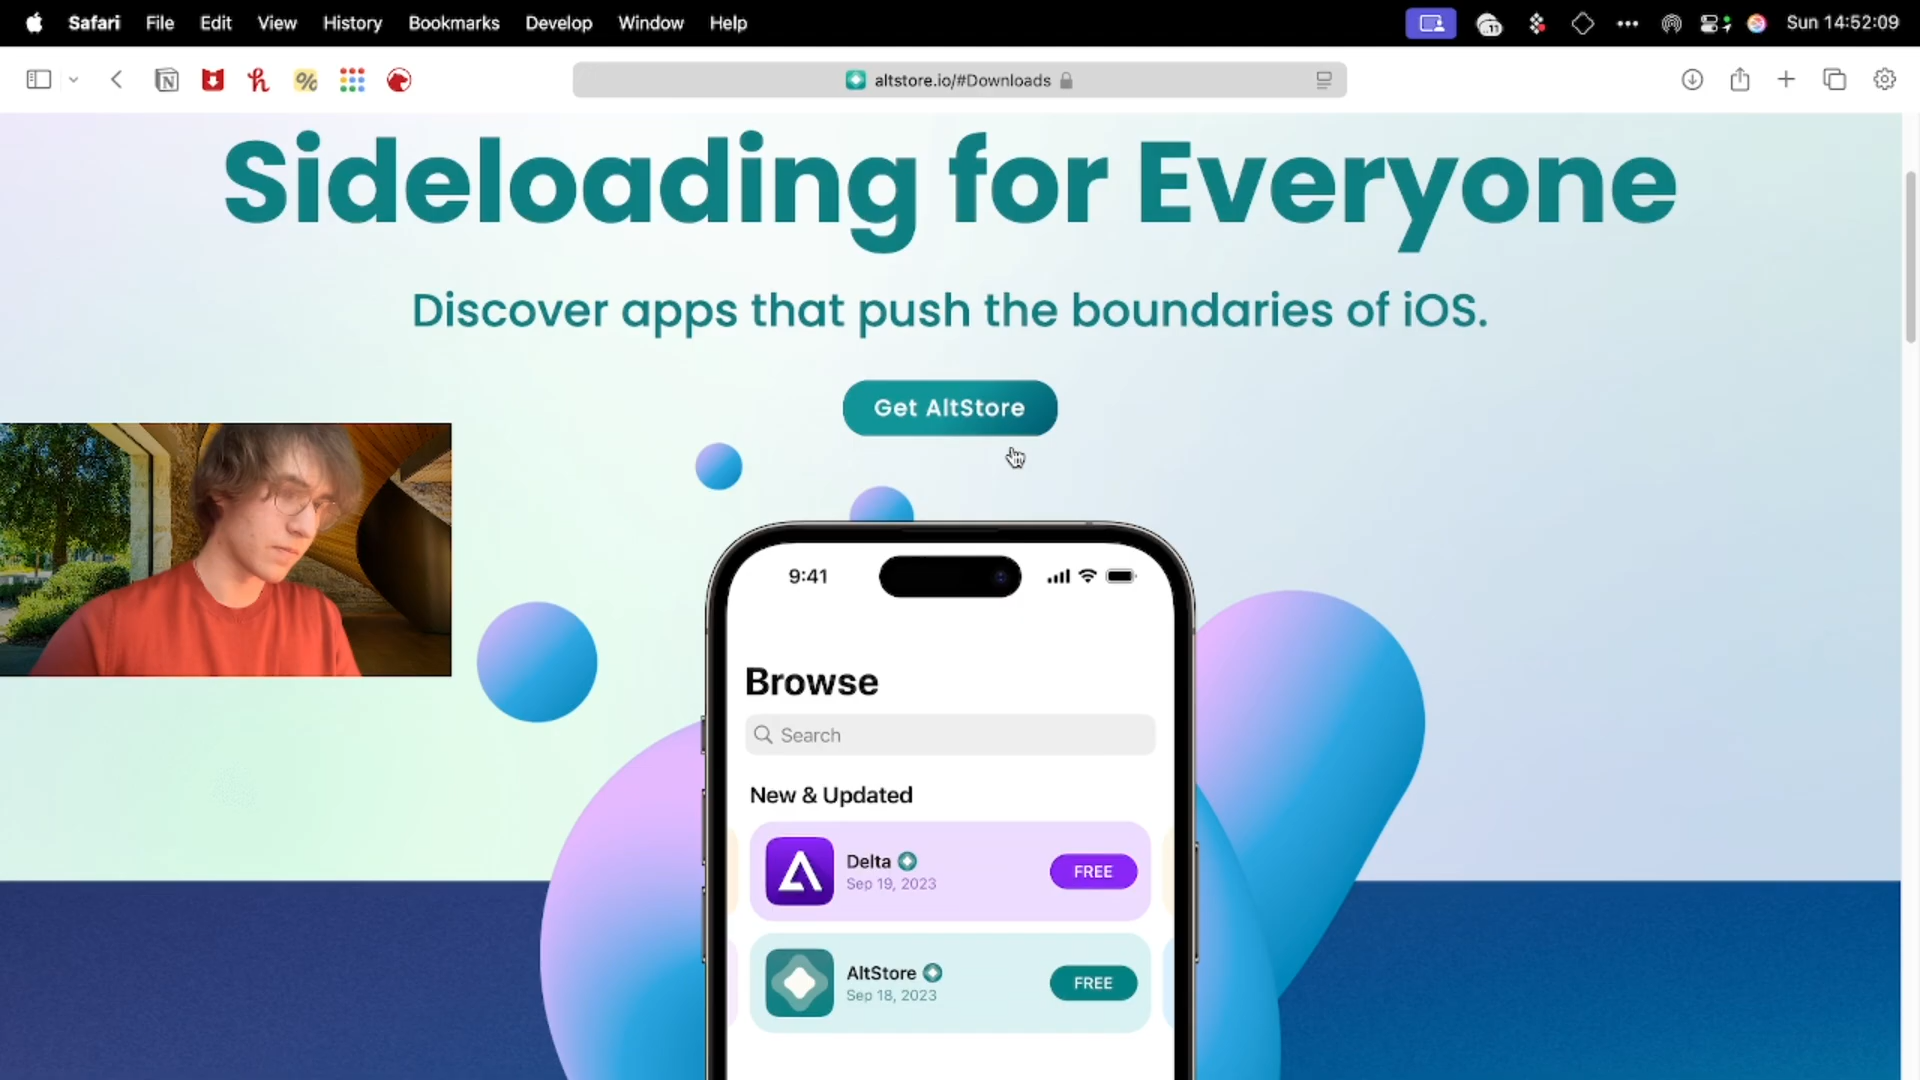 Safari File Edit View History Bookmarks Develop Window Help
11
Sun 14:52:09
altstore.io/#Downloads
Sideloading for Everyone
Discover apps that push the boundaries of iOS.
Get AltStore
9:41
Browse
Search
New & Updated
Delta
Sep 19, 2023
FREE
AltStore
Sep 18, 2023
FREE